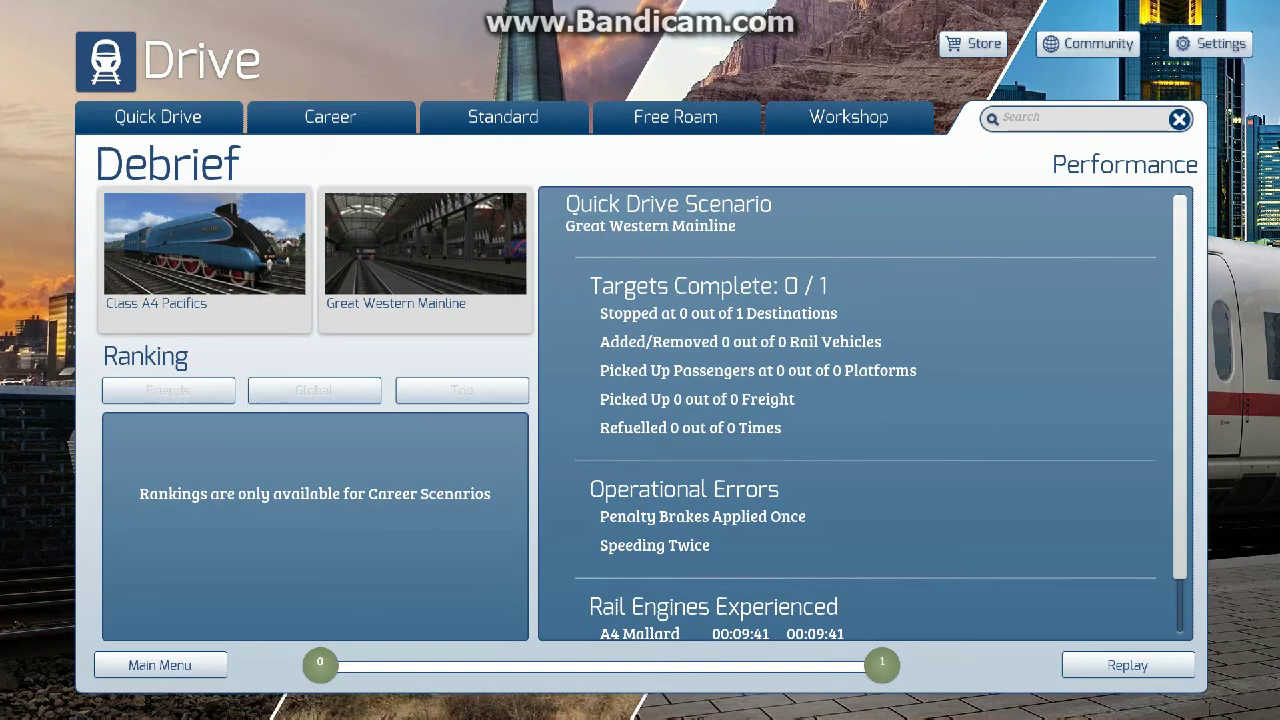 www.Bandicam.com
Drive
Store
Community
Settings
Quick Drive
Career
Standard
Free Roam
Workshop
Search
Debrief
Performance
Class A4 Pacifics
Great Western Mainline
Ranking
Friends
Global
Top
Rankings are only available for Career Scenarios
Quick Drive Scenario
Great Western Mainline
Targets Complete: 0 / 1
Stopped at 0 out of 1 Destinations
Added/Removed 0 out of 0 Rail Vehicles
Picked Up Passengers at 0 out of 0 Platforms
Picked Up 0 out of 0 Freight
Refuelled 0 out of 0 Times
Operational Errors
Penalty Brakes Applied Once
Speeding Twice
Rail Engines Experienced
A4 Mallard 00:09:41 00:09:41
Main Menu
0
1
Replay